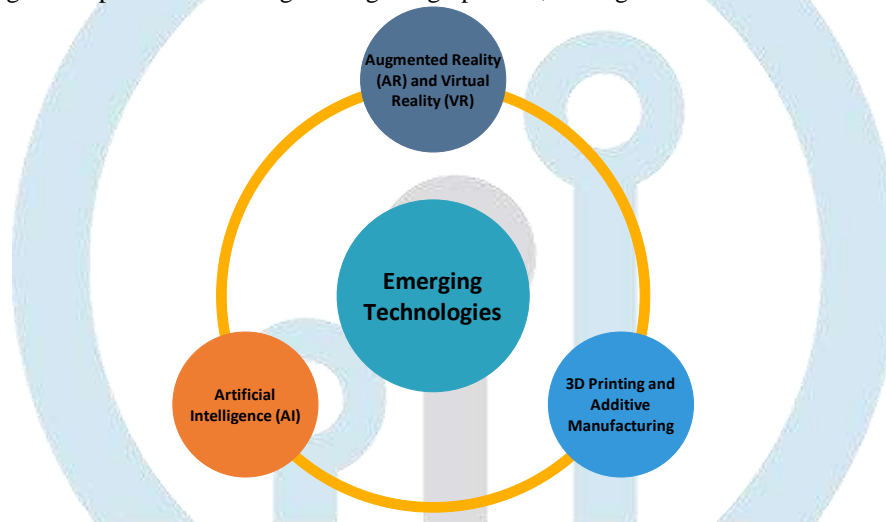 Augmented Reality
(AR) and Virtual
Reality (VR)
Emerging
Technologies
Artificial
Intelligence (AI)
3D Printing and
Additive
Manufacturing